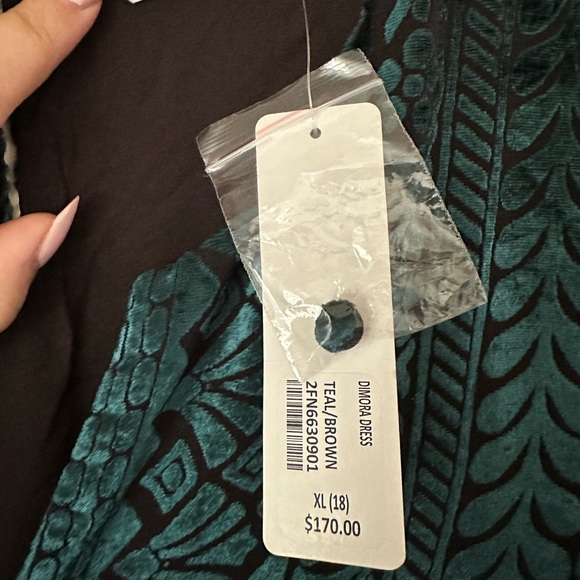 DIMORA DRESS
TEAL/BROWN
2FN6630901
XL (18)
$170.00